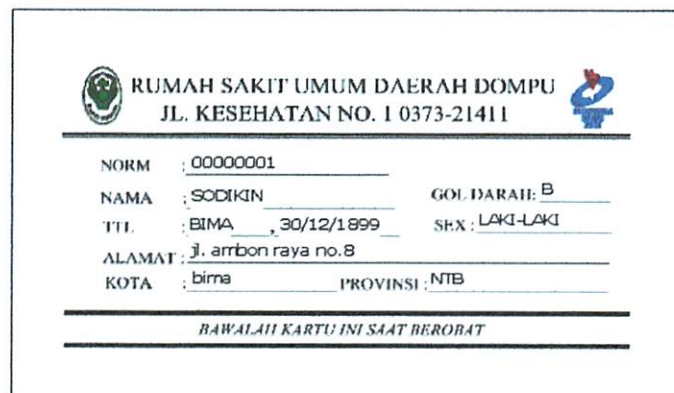 RUMAH SAKIT UMUM DAERAH DOMPU
JL. KESEHATAN NO. 1 0373-21411
NORM : 00000001
NAMA : SODIKIN GOL DARAH: B
TTL : BIMA , 30/12/1899 SEX : LAKI-LAKI
ALAMAT : jl. ambon raya no.8
KOTA : bima PROVINSI : NTB
BAWALAH KARTU INI SAAT BEROBAT